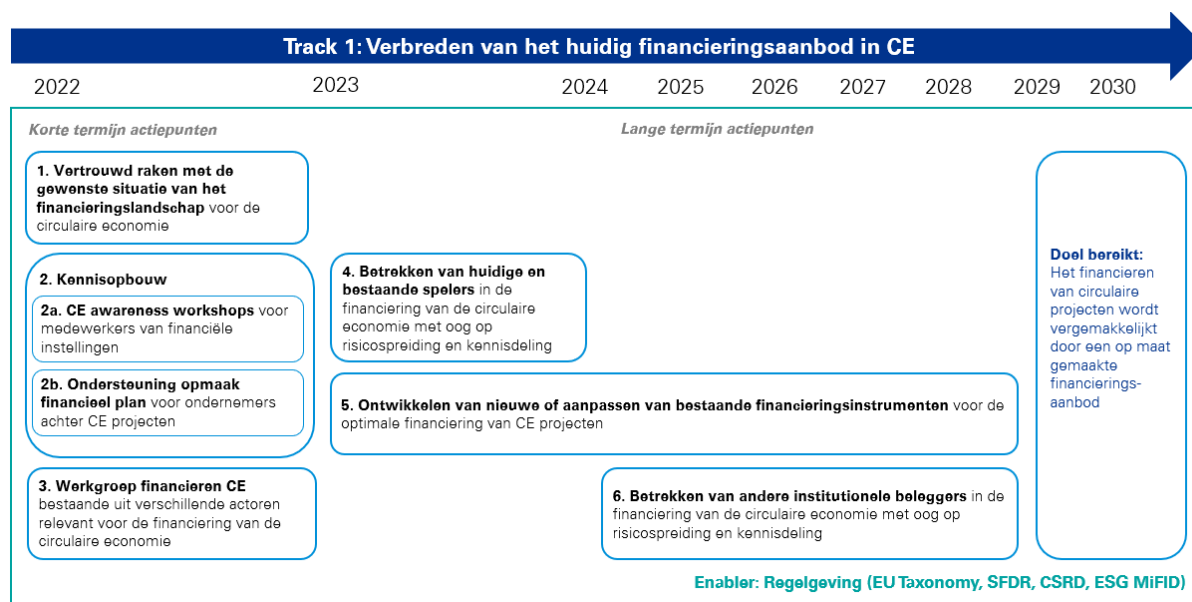 Track 1: Verbreden van het huidig financieringsaanbod in CE
2022 2023 2024 2025 2026 2027 2028 2029 2030
Korte termijn actiepunten
Lange termijn actiepunten
1. Vertrouwd raken met de
gewenste situatie van het
financieringslandschap voor de
circulaire economie
2. Kennisopbouw
2a. CE awareness workshops voor
medewerkers van financiële
instellingen
2b. Ondersteuning opmaak
financieel plan voor ondernemers
achter CE projecten
3. Werkgroep financieren CE
bestaande uit verschillende actoren
relevant voor de financiering van de
circulaire economie
4. Betrekken van huidige en
bestaande spelers in de
financiering van de circulaire
economie met oog op
risicospreiding en kennisdeling
5. Ontwikkelen van nieuwe of aanpassen van bestaande financieringsinstrumenten voor de
optimale financiering van CE projecten
6. Betrekken van andere institutionele beleggers in de
financiering van de circulaire economie met oog op
risicospreiding en kennisdeling
Doel bereikt:
Het financieren
van circulaire
projecten wordt
vergemakkelijkt
door een op maat
gemaakte
financierings-
aanbod
Enabler: Regelgeving (EU Taxonomy, SFDR, CSRD, ESG MiFID)